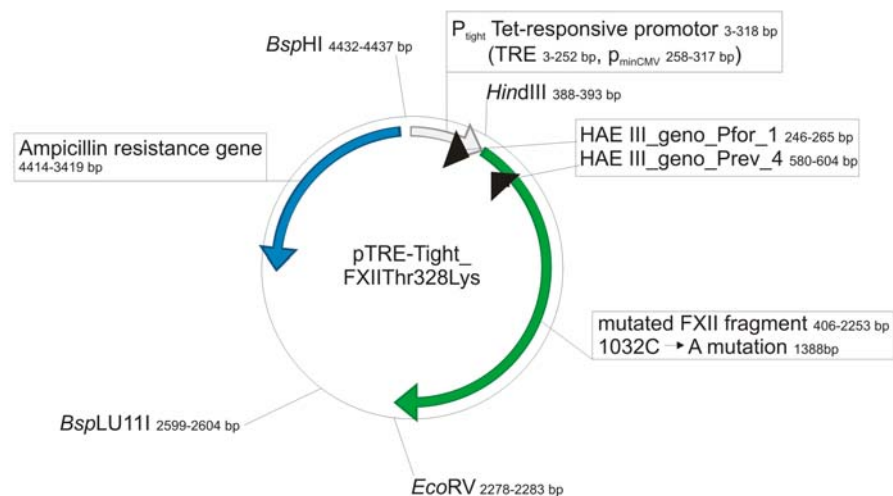 P_tight Tet-responsive promotor 3-318 bp
(TRE 3-252 bp, p_minCMV 258-317 bp)
BspHI 4432-4437 bp
HindIII 388-393 bp
Ampicillin resistance gene
4414-3419 bp
HAE III_geno_Pfor_1 246-265 bp
HAE III_geno_Prev_4 580-604 bp
pTRE-Tight_
FXIIThr328Lys
mutated FXII fragment 406-2253 bp
1032C → A mutation 1388bp
BspLU11I 2599-2604 bp
EcoRV 2278-2283 bp